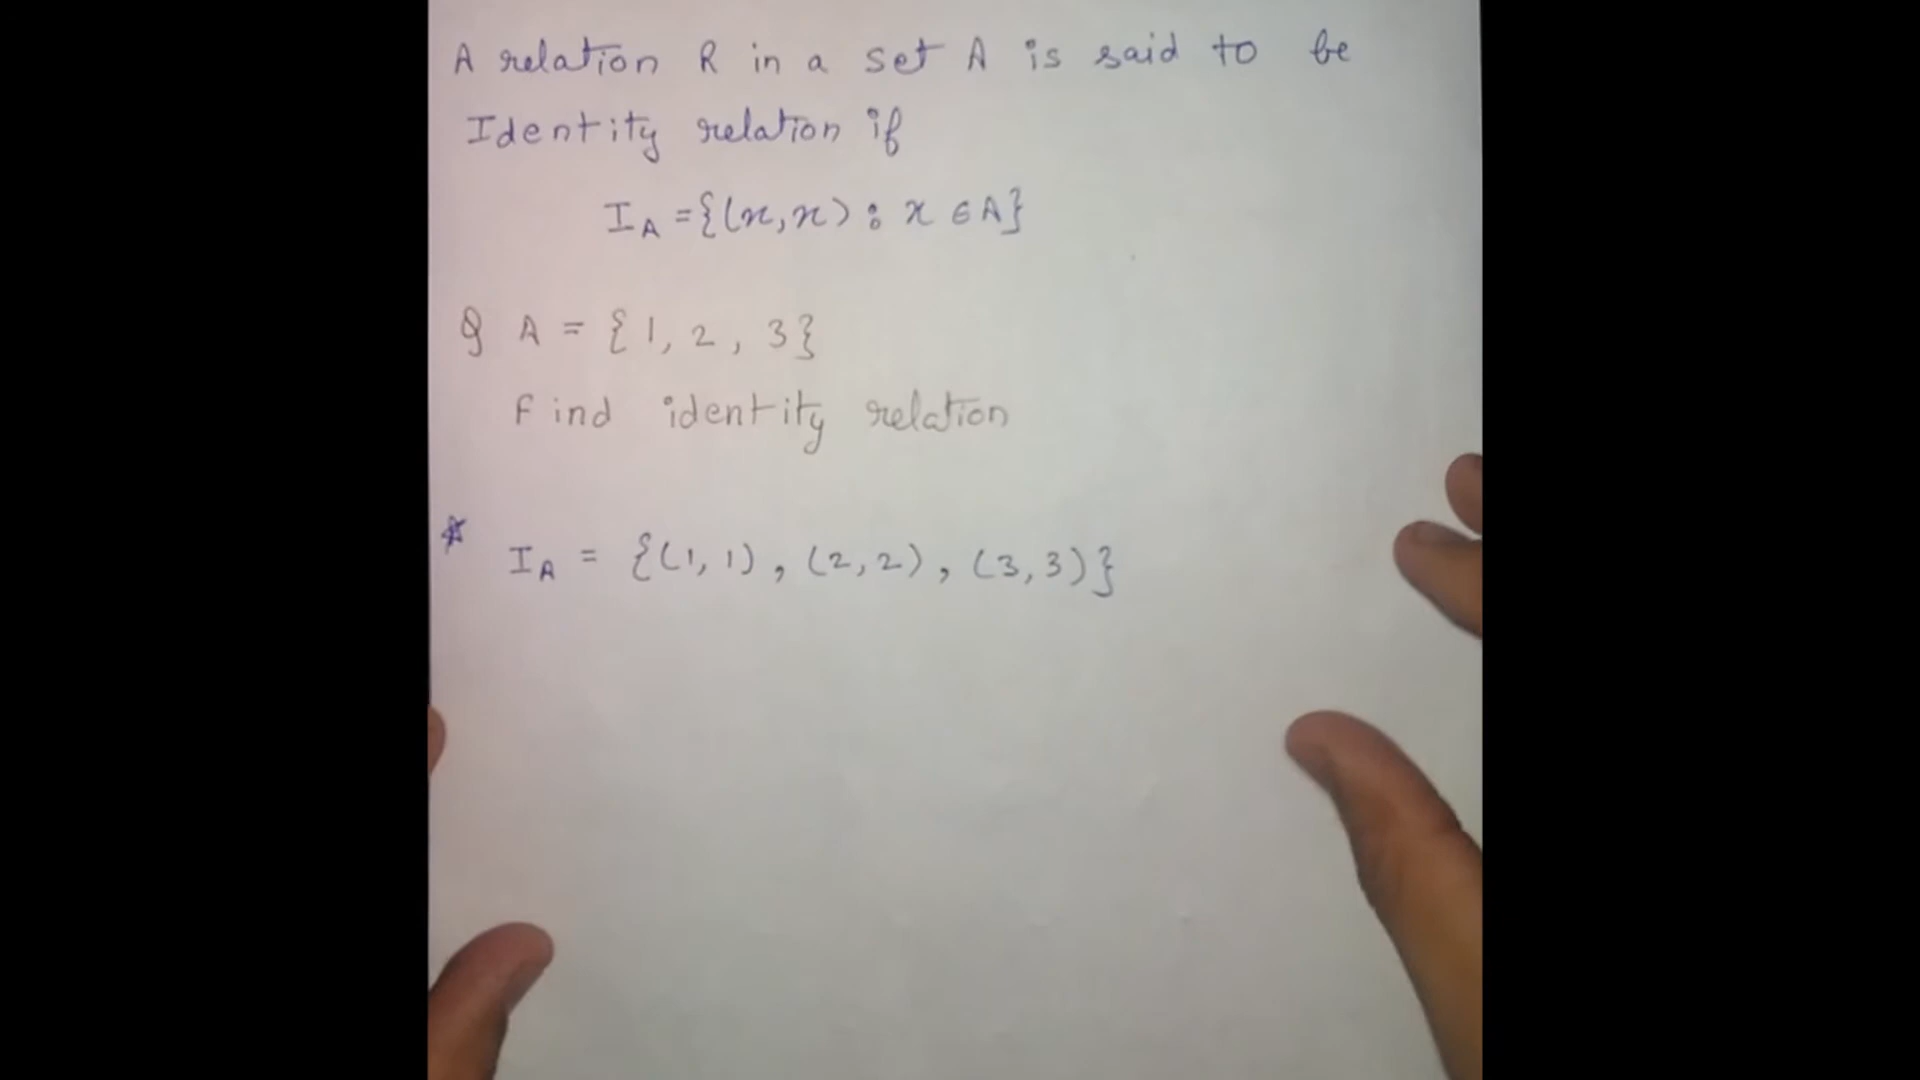 A relation R in a set A is said to be
Identity relation if
I_A = {(x,x) : x ∈ A}
Q A = {1, 2, 3}
Find identity relation
* I_A = {(1,1), (2,2), (3,3)}